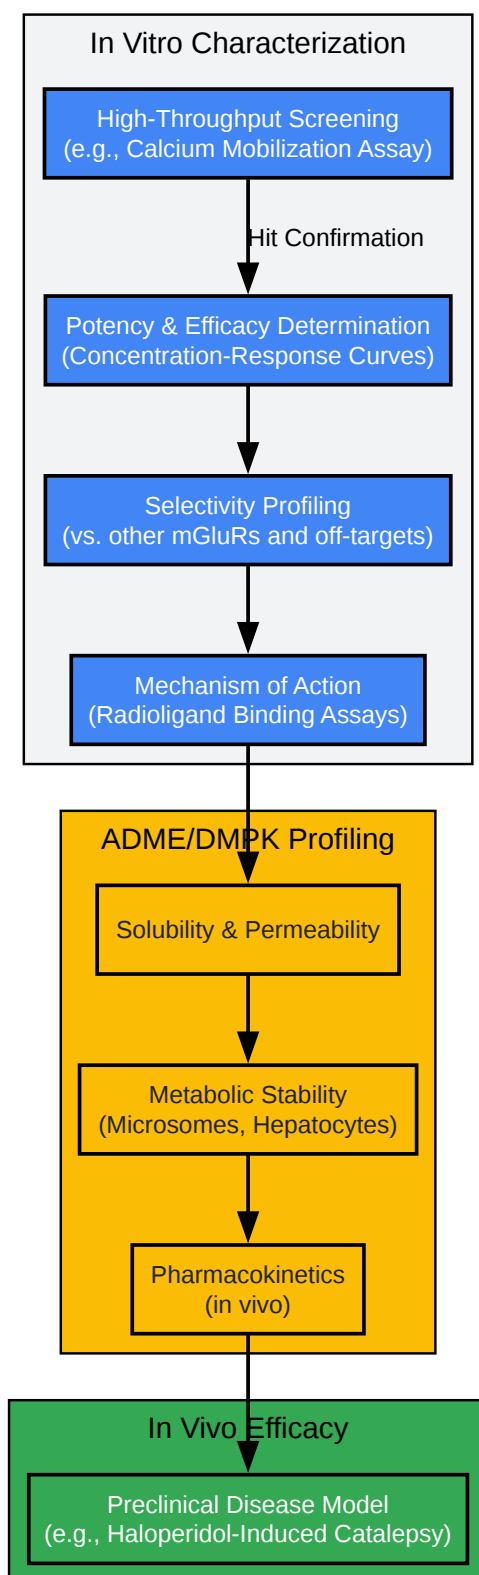 In Vitro Characterization
High-Throughput Screening
(e.g., Calcium Mobilization Assay)
Hit Confirmation
Potency & Efficacy Determination
(Concentration-Response Curves)
Selectivity Profiling
(vs. other mGluRs and off-targets)
Mechanism of Action
(Radioligand Binding Assays)
ADME/DMPK Profiling
Solubility & Permeability
Metabolic Stability
(Microsomes, Hepatocytes)
Pharmacokinetics
(in vivo)
In Vivo Efficacy
Preclinical Disease Model
(e.g., Haloperidol-Induced Catalepsy)